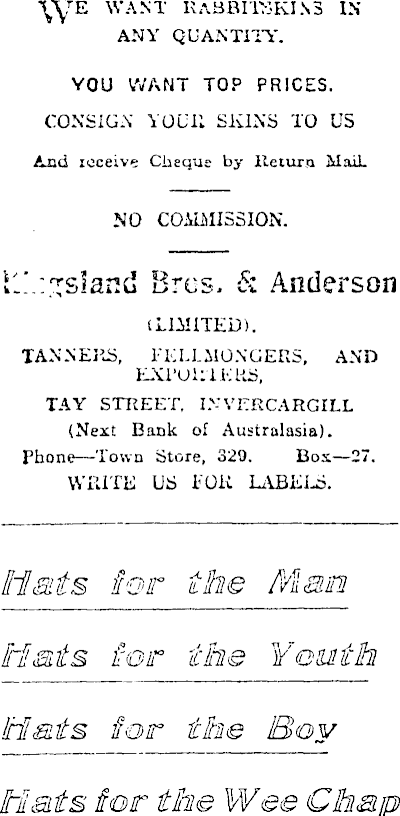 WE WANT RABBITSKINS IN
ANY QUANTITY.
YOU WANT TOP PRICES.
CONSIGN YOUR SKINS TO US
And receive Cheque by Return Mail.
NO COMMISSION.
Kingsland Bros. & Anderson
(LIMITED).
TANNERS, FELLMONGERS, AND
EXPORTERS,
TAY STREET, INVERCARGILL
(Next Bank of Australasia).
Phone—Town Store, 329. Box—27.
WRITE US FOR LABELS.
Hats for the Man
Hats for the Youth
Hats for the Boy
Hats for the Wee Chap